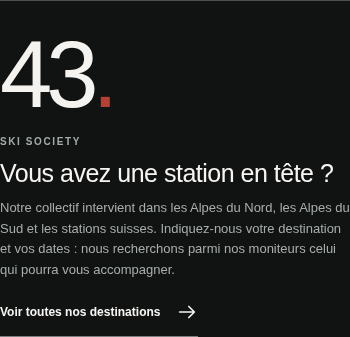 43.
SKI SOCIETY
Vous avez une station en tête ?
Notre collectif intervient dans les Alpes du Nord, les Alpes du
Sud et les stations suisses. Indiquez-nous votre destination
et vos dates : nous recherchons parmi nos moniteurs celui
qui pourra vous accompagner.
Voir toutes nos destinations